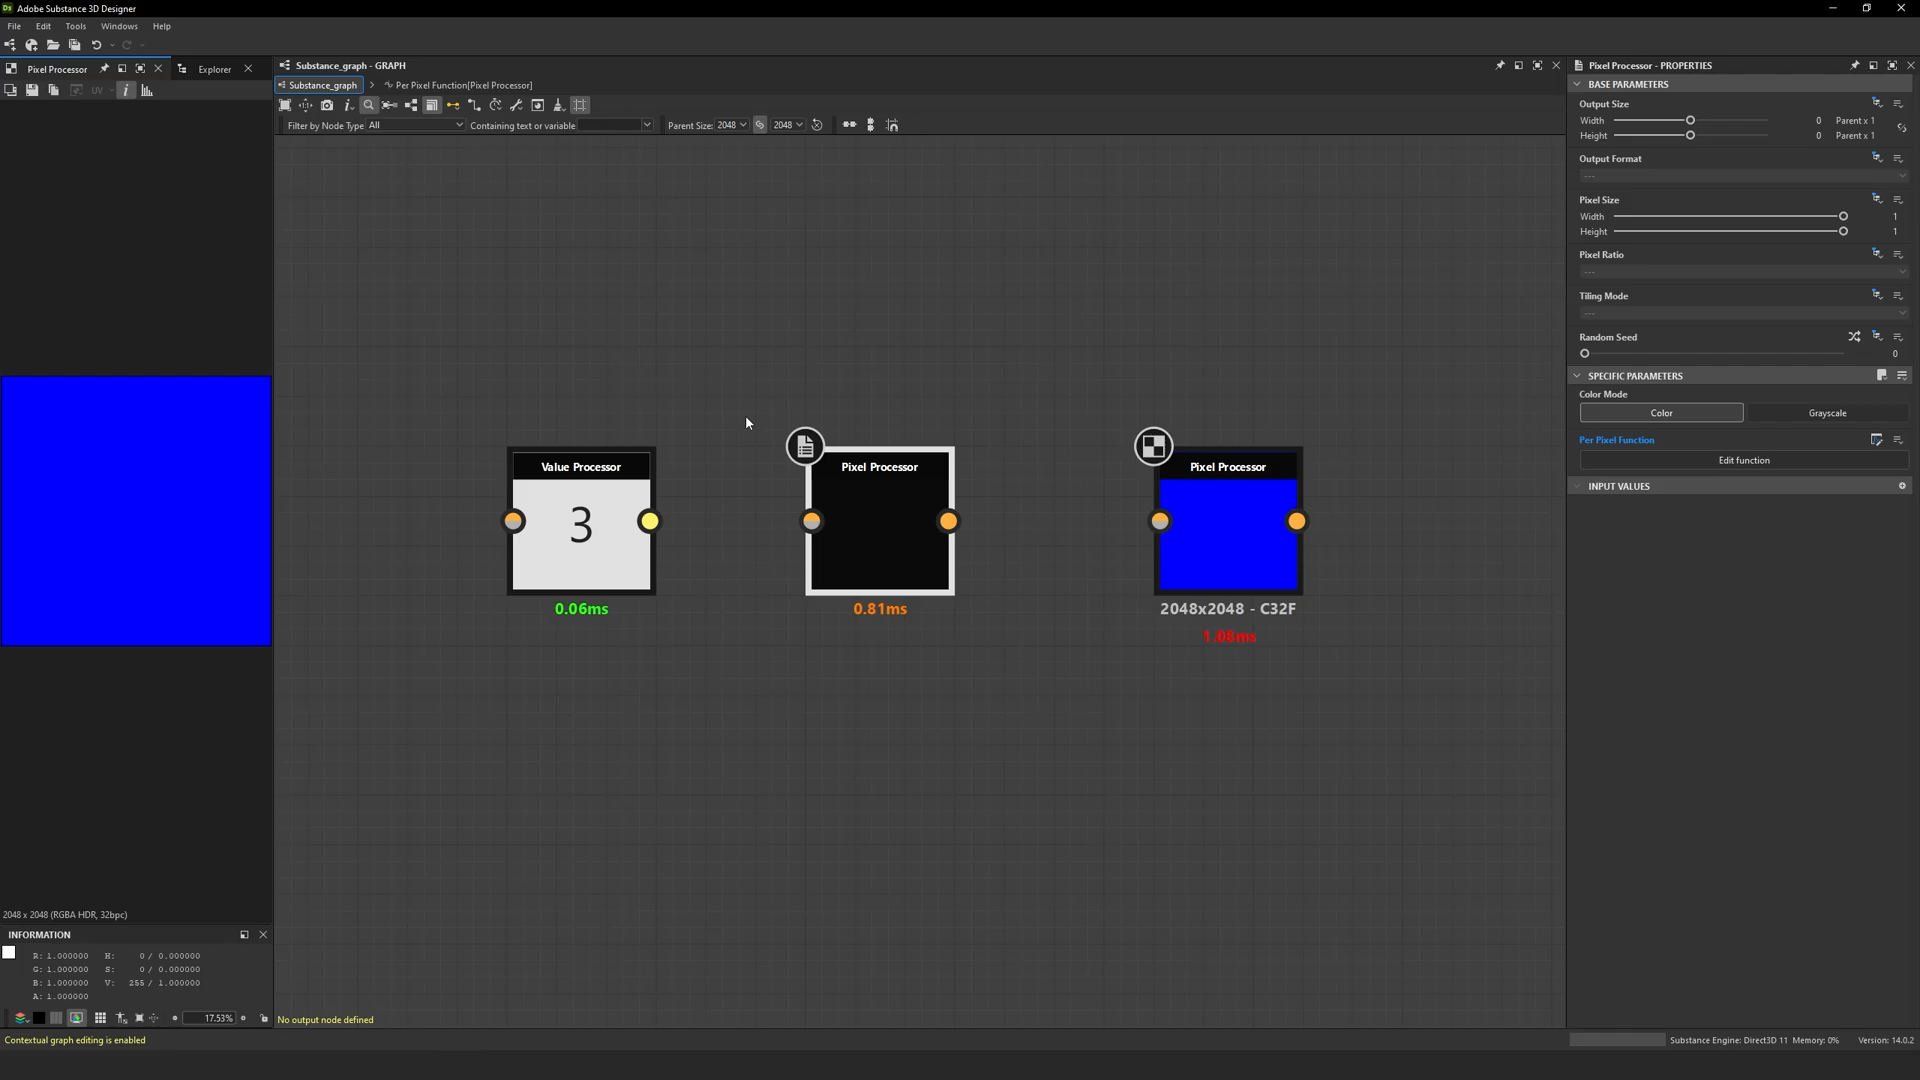 Ds Adobe Substance 3D Designer
File Edit Tools Windows Help
Pixel Processor
Explorer
UV
Substance_graph - GRAPH
Substance_graph > Per Pixel Function[Pixel Processor]
Filter by Node Type All
Containing text or variable
Parent Size: 2048
2048
Value Processor
3
0.06ms
Pixel Processor
0.81ms
Pixel Processor
2048x2048 - C32F
1.08ms
No output node defined
2048 x 2048 (RGBA HDR, 32bpc)
INFORMATION
R: 1.000000 H: 0 / 0.000000
G: 1.000000 S: 0 / 0.000000
B: 1.000000 V: 255 / 1.000000
A: 1.000000
17.53%
Contextual graph editing is enabled
Pixel Processor - PROPERTIES
BASE PARAMETERS
Output Size
Width 0 Parent x 1
Height 0 Parent x 1
Output Format
---
Pixel Size
Width 1
Height 1
Pixel Ratio
---
Tiling Mode
---
Random Seed
0
SPECIFIC PARAMETERS
Color Mode
Color Grayscale
Per Pixel Function
Edit function
INPUT VALUES
Substance Engine: Direct3D 11 Memory: 0% Version: 14.0.2